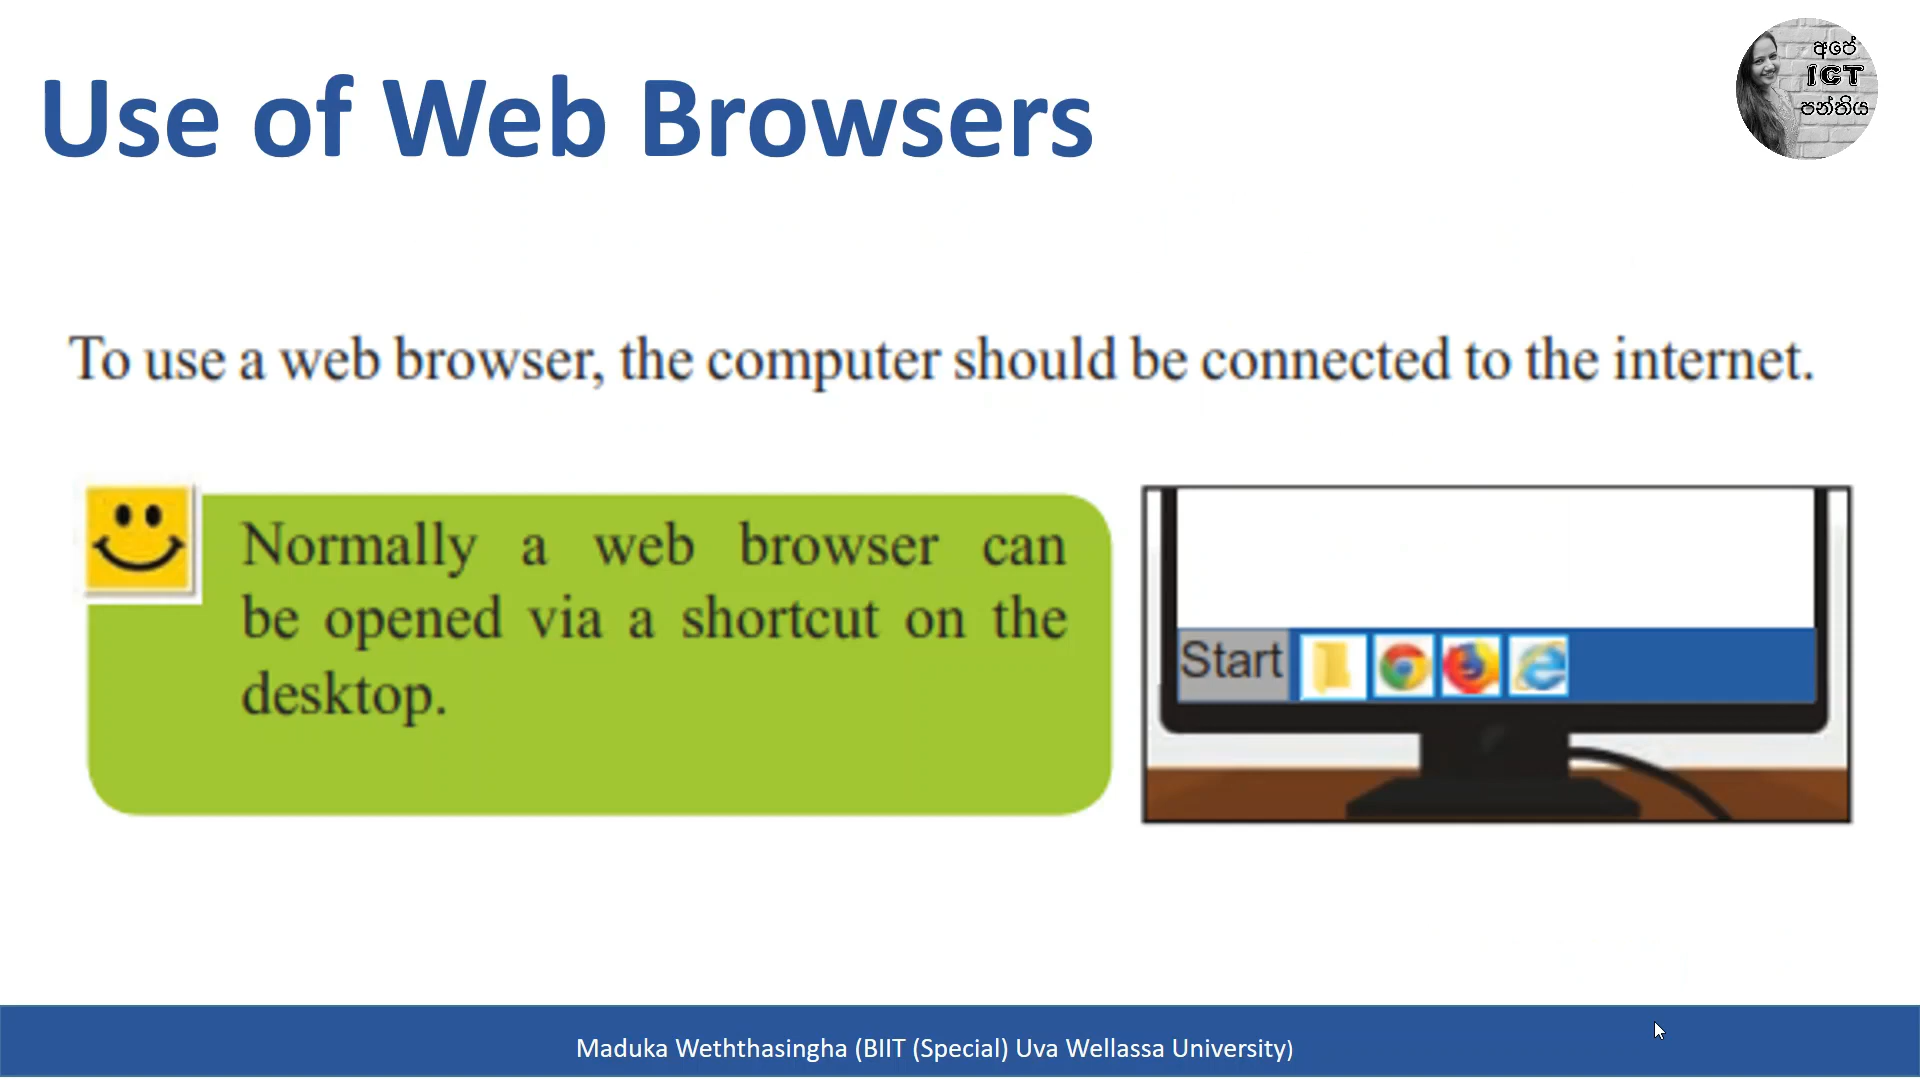 අපේ
ICT
පන්තිය
Use of Web Browsers
To use a web browser, the computer should be connected to the internet.
Normally a web browser can
be opened via a shortcut on the
desktop.
Start
Maduka Weththasingha (BIIT (Special) Uva Wellassa University)